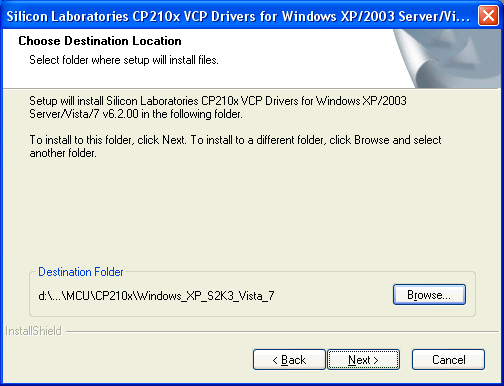 Silicon Laboratories CP210x VCP Drivers for Windows XP/2003 Server/Vi...
Choose Destination Location
Select folder where setup will install files.
Setup will install Silicon Laboratories CP210x VCP Drivers for Windows XP/2003
Server/Vista/7 v6.2.00 in the following folder.
To install to this folder, click Next. To install to a different folder, click Browse and select
another folder.
Destination Folder
d:\...\MCU\CP210x\Windows_XP_S2K3_Vista_7
Browse...
InstallShield
< Back
Next >
Cancel